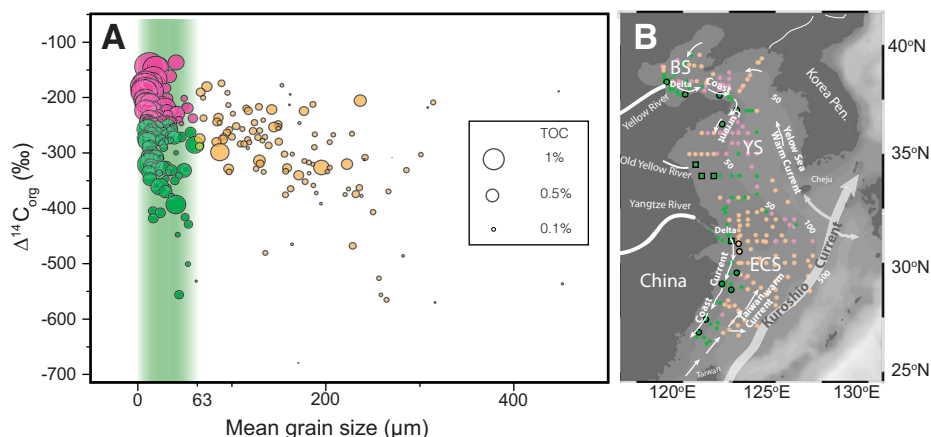 A
-100
-200
-300
-400
-500
-600
-700
Δ¹⁴Corg (‰)
0
63
200
400
Mean grain size (μm)
TOC
1%
0.5%
0.1%
B
BS
Delta
Coast
Current
Yellow River
Korea Pen.
50
YS
Yelow Sea
Warm Current
50
Old Yellow River
Cheju
Yangtze River
50
100
Delta
ECS
China
Current
Coast
Taiwan warm
Current
Kuroshio Current
500
Taiwan
40°N
35°N
30°N
25°N
120°E
125°E
130°E